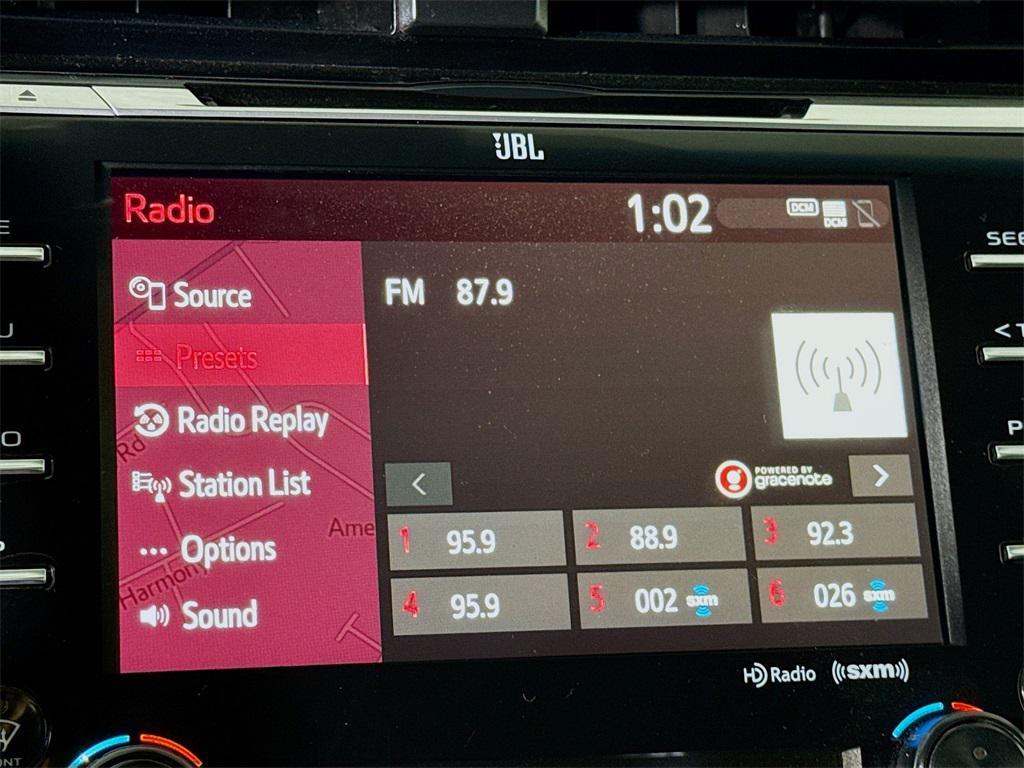 JBL
Radio
1:02
DCM
DCM
Source
Presets
Radio Replay
Station List
Options
Sound
Rd
Ame
Harmony
FM 87.9
POWERED BY
gracenote
1 95.9
2 88.9
3 92.3
4 95.9
5 002 sxm
6 026 sxm
HD Radio
((sxm))
SEE
<T
P
E
U
O
P
ONT